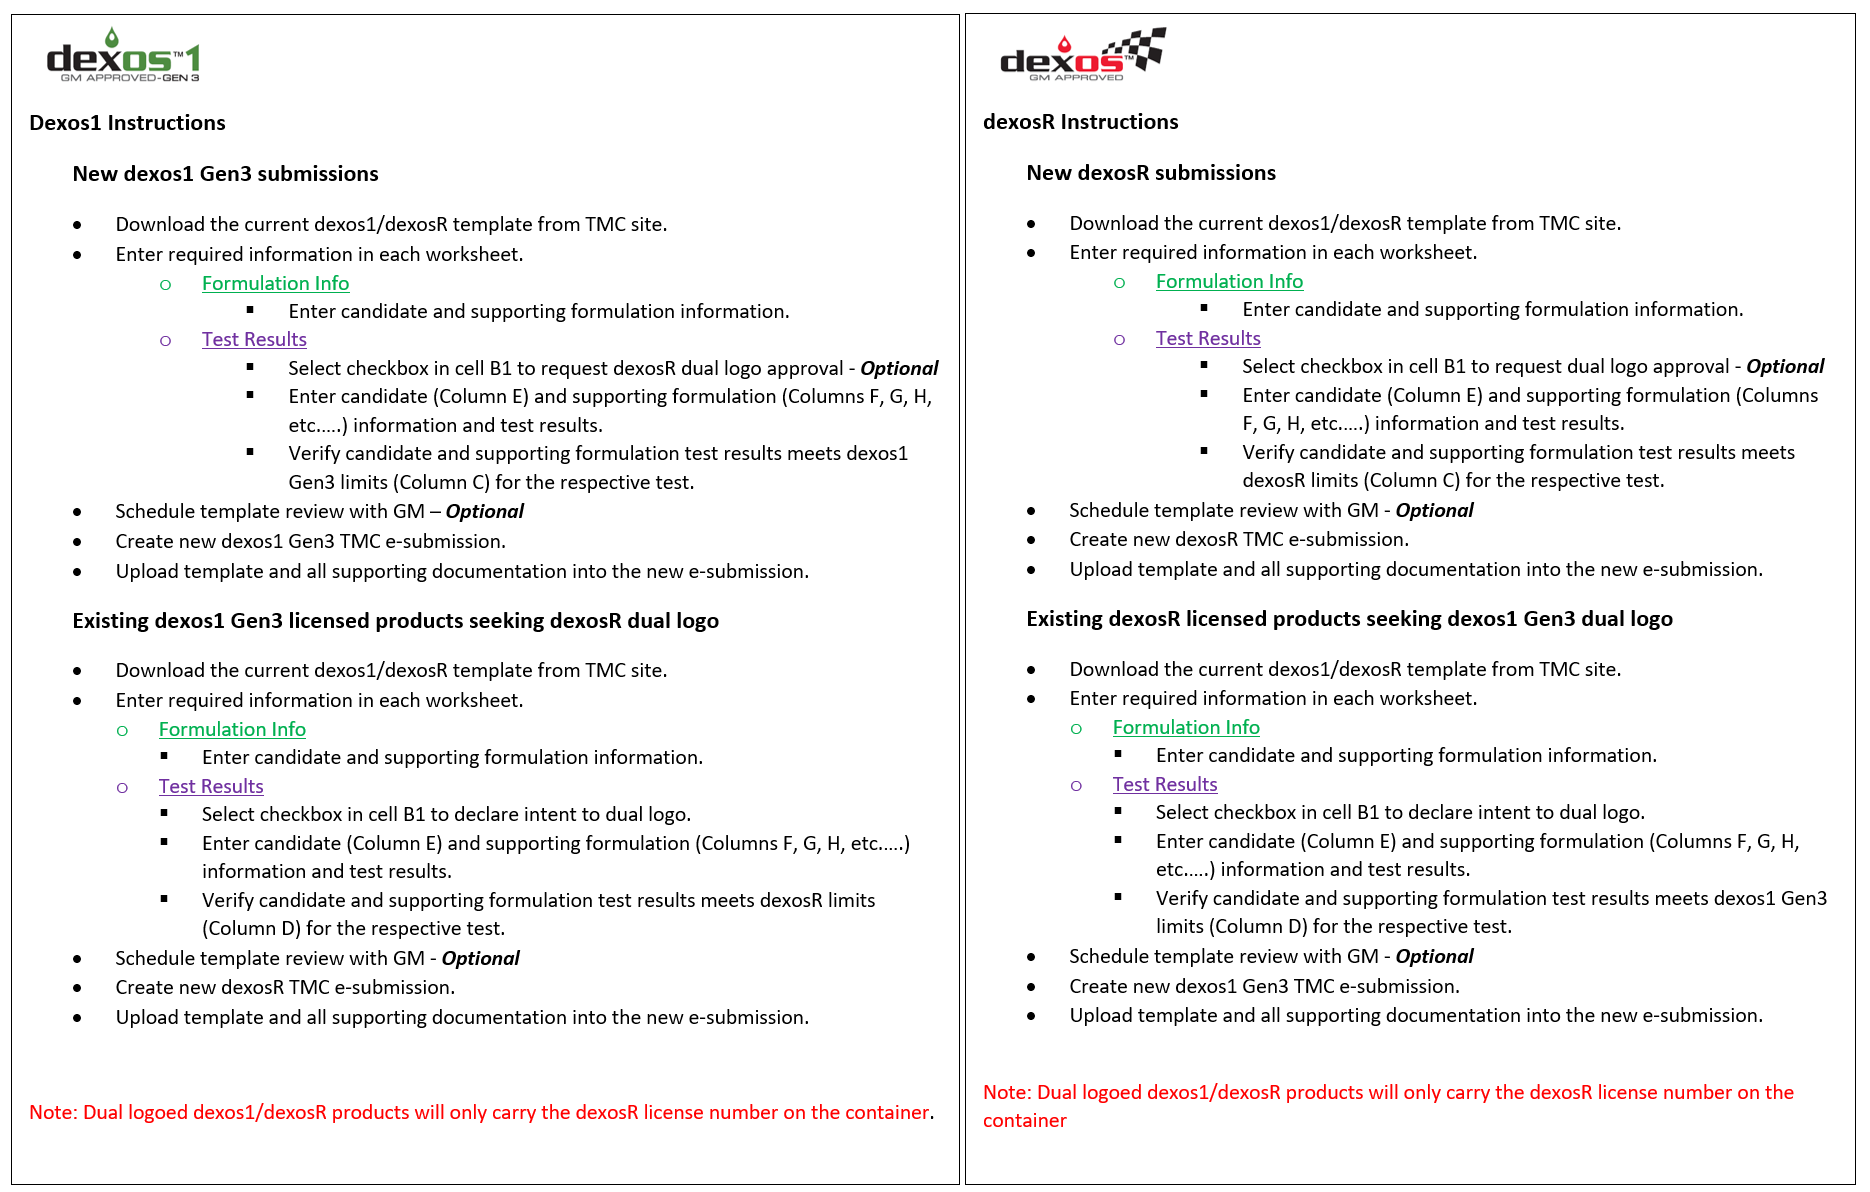 dexos™1
GM APPROVED-GEN 3
Dexos1 Instructions
New dexos1 Gen3 submissions
• Download the current dexos1/dexosR template from TMC site.
• Enter required information in each worksheet.
o Formulation Info
▪ Enter candidate and supporting formulation information.
o Test Results
▪ Select checkbox in cell B1 to request dexosR dual logo approval - Optional
▪ Enter candidate (Column E) and supporting formulation (Columns F, G, H,
etc.....) information and test results.
▪ Verify candidate and supporting formulation test results meets dexos1
Gen3 limits (Column C) for the respective test.
• Schedule template review with GM – Optional
• Create new dexos1 Gen3 TMC e-submission.
• Upload template and all supporting documentation into the new e-submission.
Existing dexos1 Gen3 licensed products seeking dexosR dual logo
• Download the current dexos1/dexosR template from TMC site.
• Enter required information in each worksheet.
o Formulation Info
▪ Enter candidate and supporting formulation information.
o Test Results
▪ Select checkbox in cell B1 to declare intent to dual logo.
▪ Enter candidate (Column E) and supporting formulation (Columns F, G, H, etc.....)
information and test results.
▪ Verify candidate and supporting formulation test results meets dexosR limits
(Column D) for the respective test.
• Schedule template review with GM - Optional
• Create new dexosR TMC e-submission.
• Upload template and all supporting documentation into the new e-submission.
Note: Dual logoed dexos1/dexosR products will only carry the dexosR license number on the container.
dexos™
GM APPROVED
dexosR Instructions
New dexosR submissions
• Download the current dexos1/dexosR template from TMC site.
• Enter required information in each worksheet.
o Formulation Info
▪ Enter candidate and supporting formulation information.
o Test Results
▪ Select checkbox in cell B1 to request dual logo approval - Optional
▪ Enter candidate (Column E) and supporting formulation (Columns
F, G, H, etc.....) information and test results.
▪ Verify candidate and supporting formulation test results meets
dexosR limits (Column C) for the respective test.
• Schedule template review with GM - Optional
• Create new dexosR TMC e-submission.
• Upload template and all supporting documentation into the new e-submission.
Existing dexosR licensed products seeking dexos1 Gen3 dual logo
• Download the current dexos1/dexosR template from TMC site.
• Enter required information in each worksheet.
o Formulation Info
▪ Enter candidate and supporting formulation information.
o Test Results
▪ Select checkbox in cell B1 to declare intent to dual logo.
▪ Enter candidate (Column E) and supporting formulation (Columns F, G, H,
etc.....) information and test results.
▪ Verify candidate and supporting formulation test results meets dexos1 Gen3
limits (Column D) for the respective test.
• Schedule template review with GM - Optional
• Create new dexos1 Gen3 TMC e-submission.
• Upload template and all supporting documentation into the new e-submission.
Note: Dual logoed dexos1/dexosR products will only carry the dexosR license number on the
container